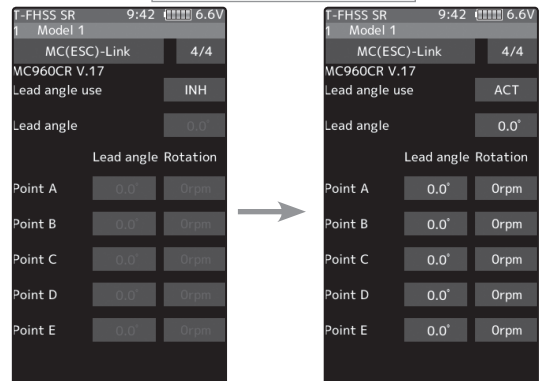 T-FHSS SR 9:42 6.6V
1 Model 1
MC(ESC)-Link 4/4
MC960CR V.17
Lead angle use INH
Lead angle 0.0°
Lead angle Rotation
Point A 0.0° 0rpm
Point B 0.0° 0rpm
Point C 0.0° 0rpm
Point D 0.0° 0rpm
Point E 0.0° 0rpm
T-FHSS SR 9:42 6.6V
1 Model 1
MC(ESC)-Link 4/4
MC960CR V.17
Lead angle use ACT
Lead angle 0.0°
Lead angle Rotation
Point A 0.0° 0rpm
Point B 0.0° 0rpm
Point C 0.0° 0rpm
Point D 0.0° 0rpm
Point E 0.0° 0rpm